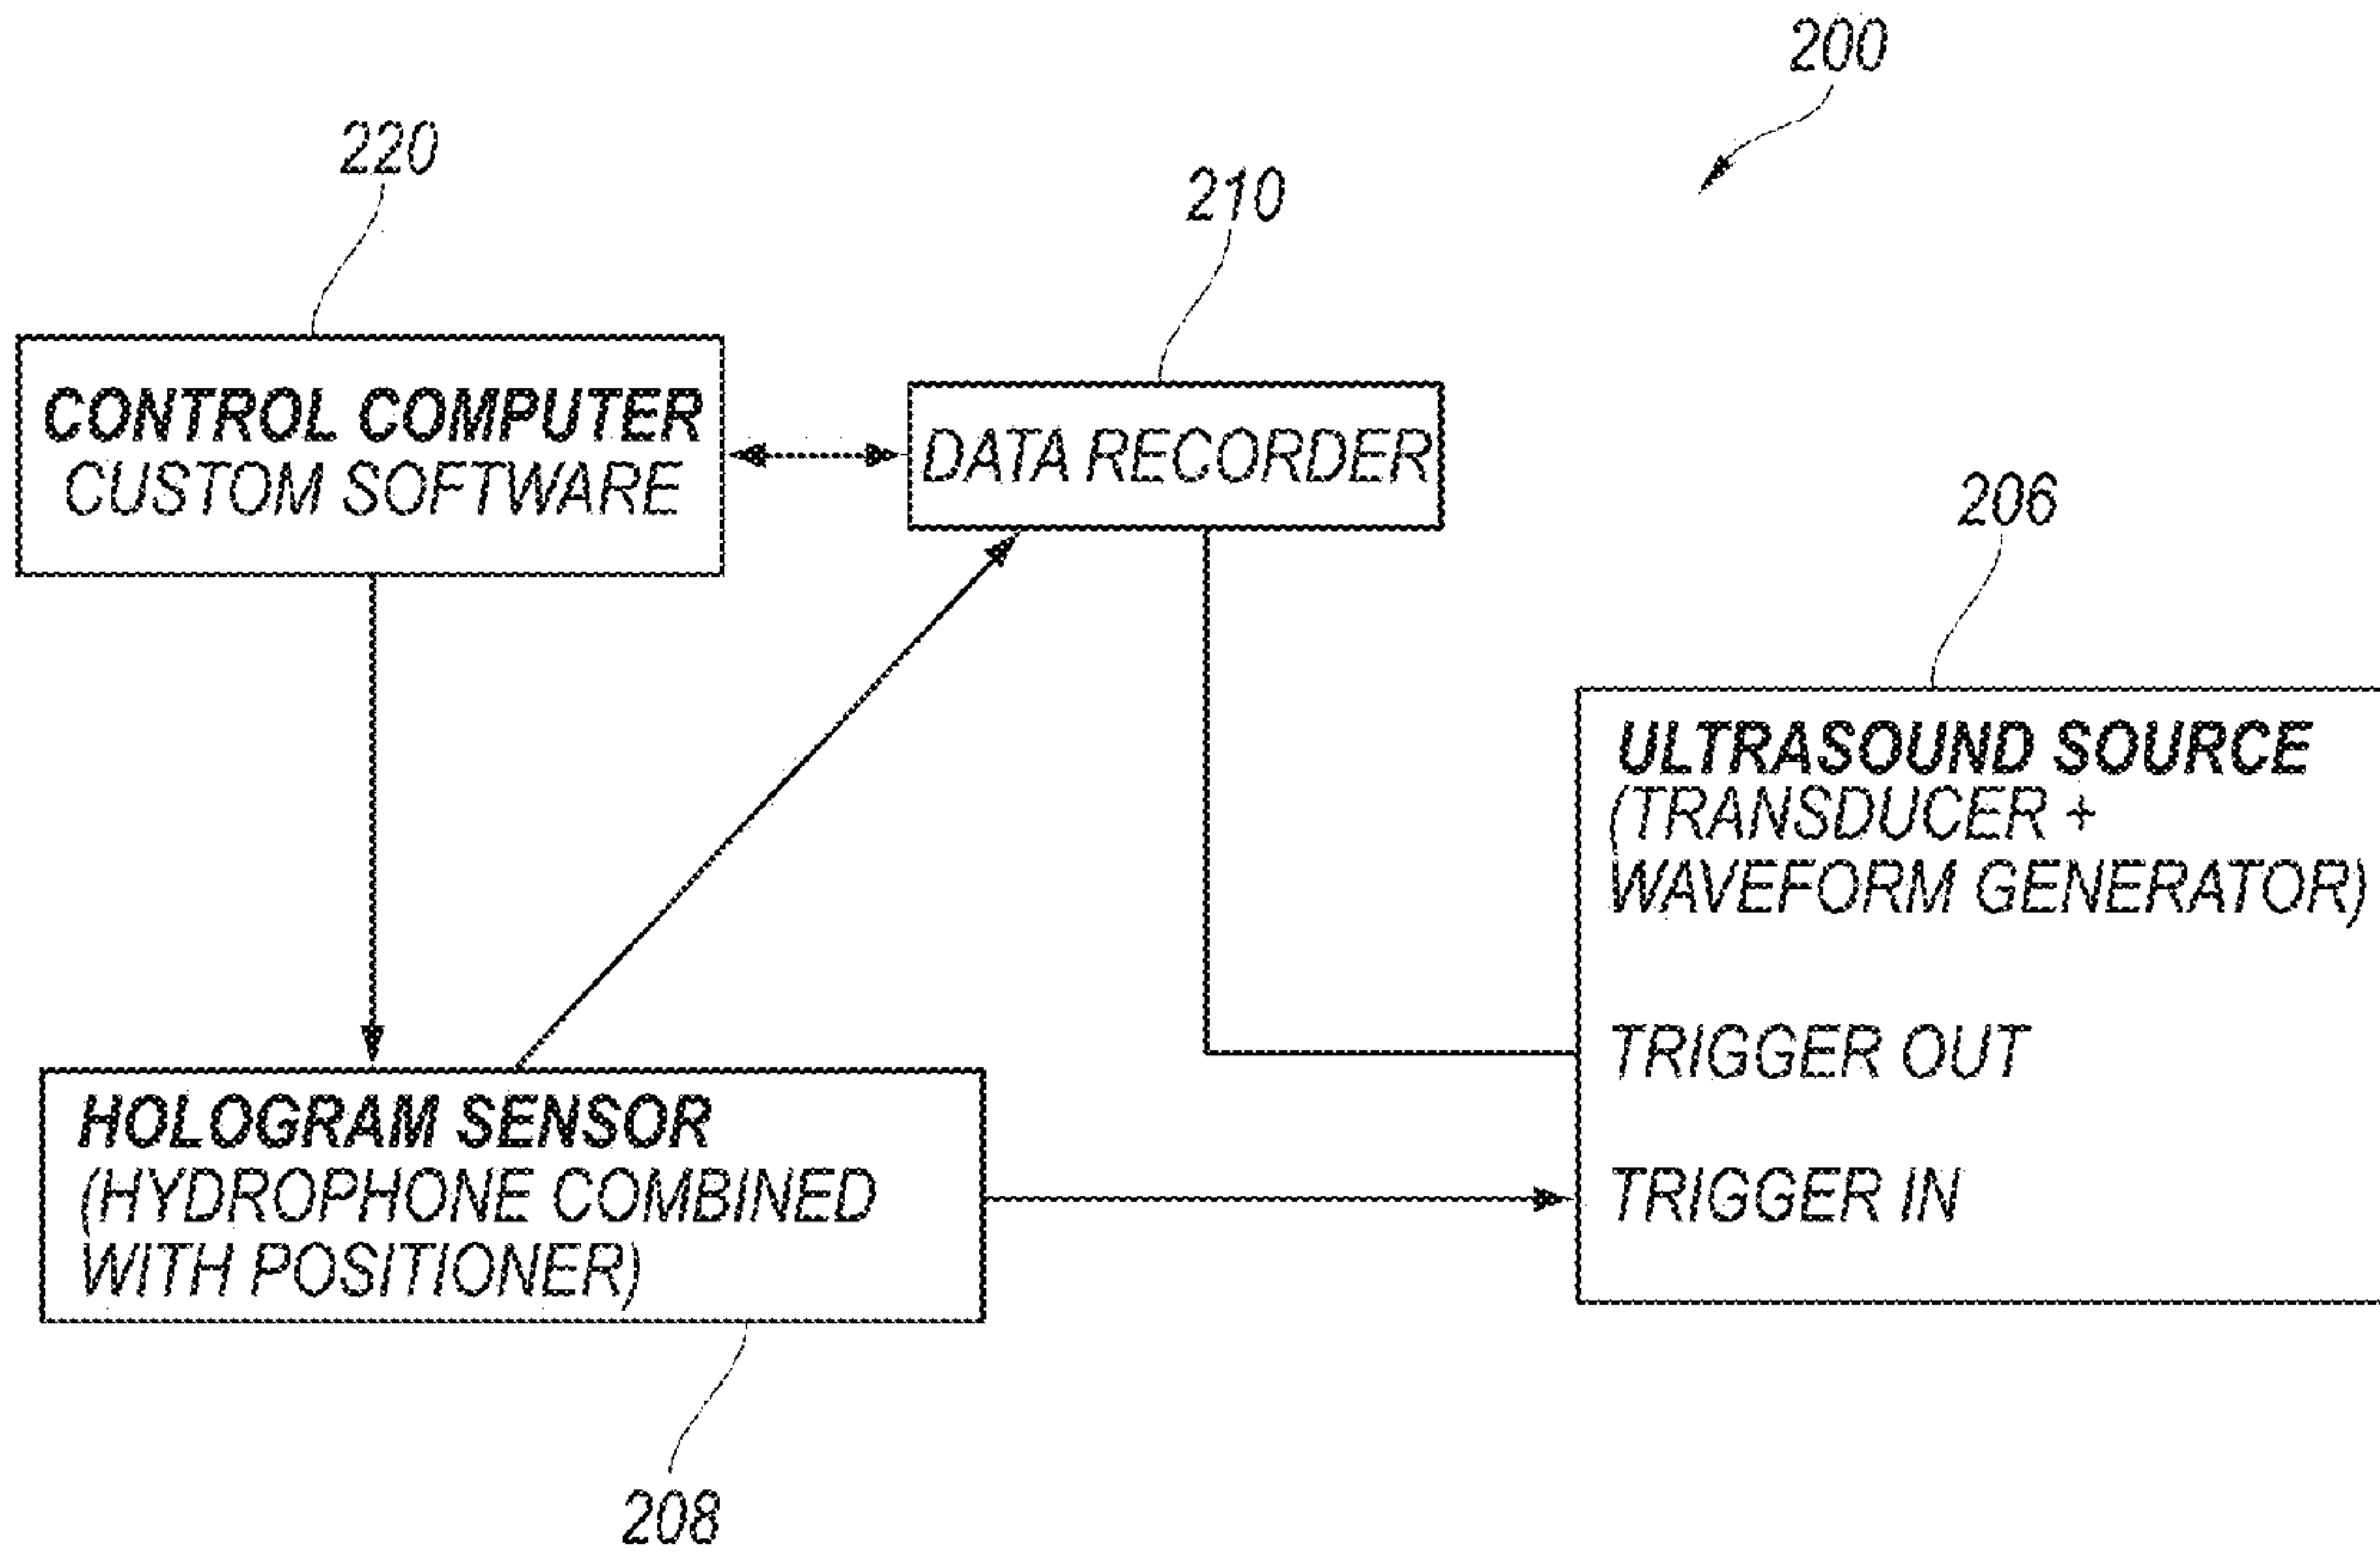 200
220
210
CONTROL COMPUTER
CUSTOM SOFTWARE
DATA RECORDER
206
ULTRASOUND SOURCE
(TRANSDUCER +
WAVEFORM GENERATOR)
TRIGGER OUT
TRIGGER IN
HOLOGRAM SENSOR
(HYDROPHONE COMBINED
WITH POSITIONER)
208